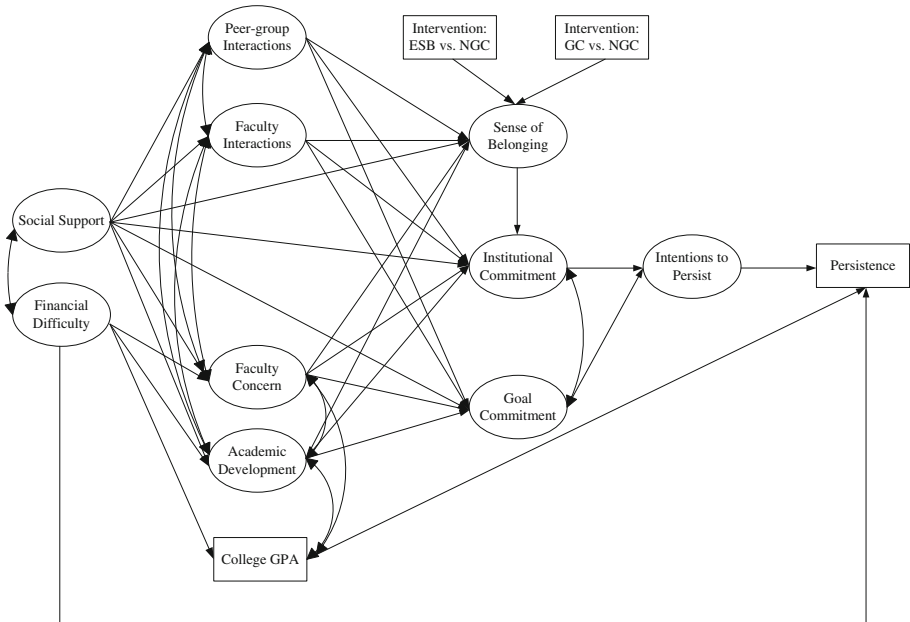 Peer-group
Interactions
Intervention:
ESB vs. NGC
Intervention:
GC vs. NGC
Faculty
Interactions
Sense of
Belonging
Social Support
Institutional
Commitment
Intentions to
Persist
Persistence
Financial
Difficulty
Faculty
Concern
Goal
Commitment
Academic
Development
College GPA